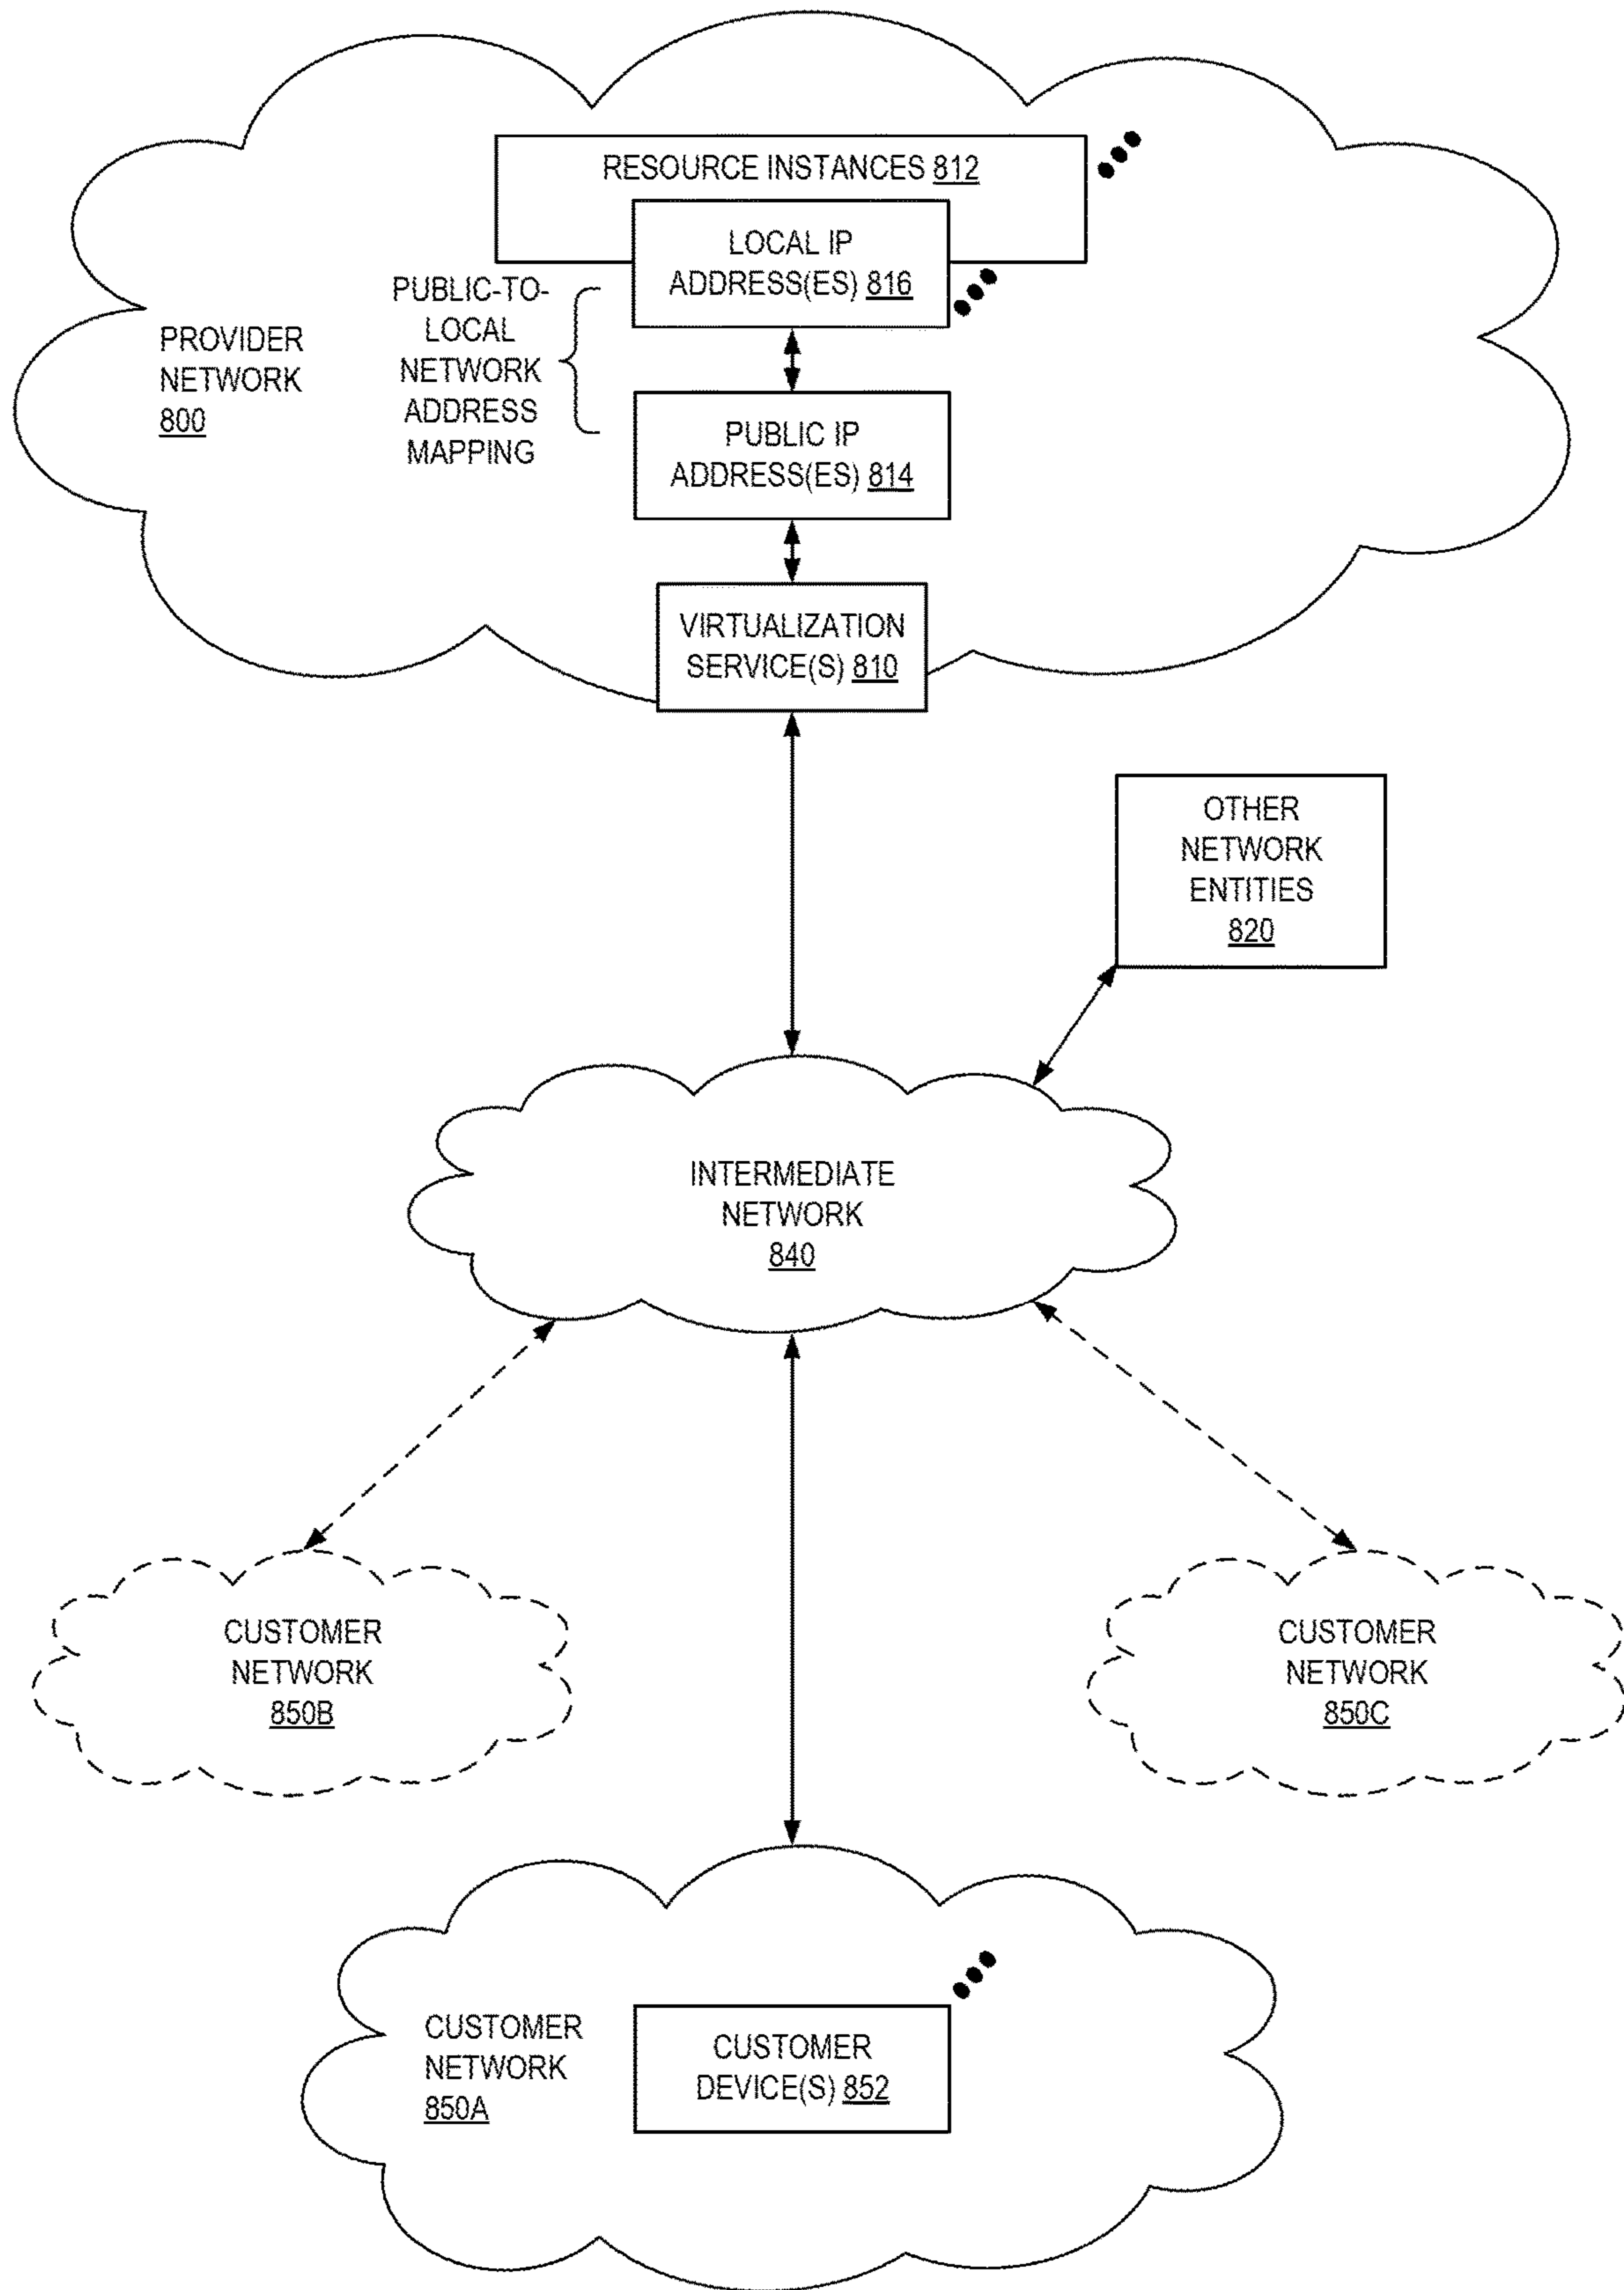 RESOURCE INSTANCES 812
LOCAL IP
ADDRESS(ES) 816
PUBLIC-TO-
LOCAL
NETWORK
ADDRESS
MAPPING
PROVIDER
NETWORK
800
PUBLIC IP
ADDRESS(ES) 814
VIRTUALIZATION
SERVICE(S) 810
OTHER
NETWORK
ENTITIES
820
INTERMEDIATE
NETWORK
840
CUSTOMER
NETWORK
850B
CUSTOMER
NETWORK
850C
CUSTOMER
NETWORK
850A
CUSTOMER
DEVICE(S) 852